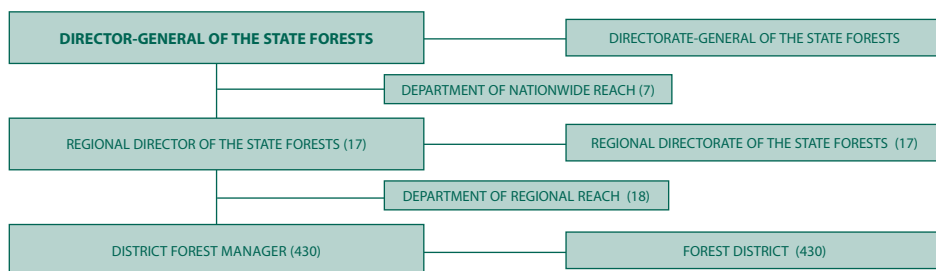 DIRECTOR-GENERAL OF THE STATE FORESTS
DIRECTORATE-GENERAL OF THE STATE FORESTS
DEPARTMENT OF NATIONWIDE REACH (7)
REGIONAL DIRECTOR OF THE STATE FORESTS (17)
REGIONAL DIRECTORATE OF THE STATE FORESTS (17)
DEPARTMENT OF REGIONAL REACH (18)
DISTRICT FOREST MANAGER (430)
FOREST DISTRICT (430)